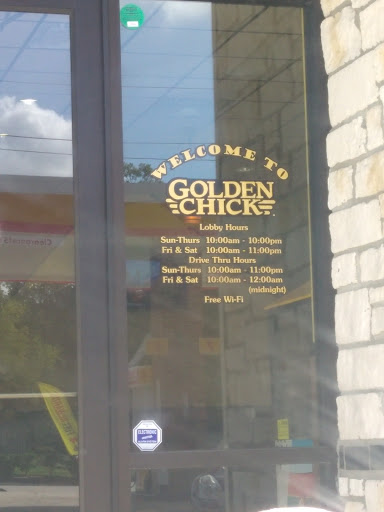 WELCOME TO
GOLDEN
CHICK
Lobby Hours
Sun-Thurs 10:00am - 10:00pm
Fri & Sat 10:00am - 11:00pm
Drive Thru Hours
Sun-Thurs 10:00am - 11:00pm
Fri & Sat 10:00am - 12:00am
(midnight)
Free Wi-Fi
ELECTRONIC